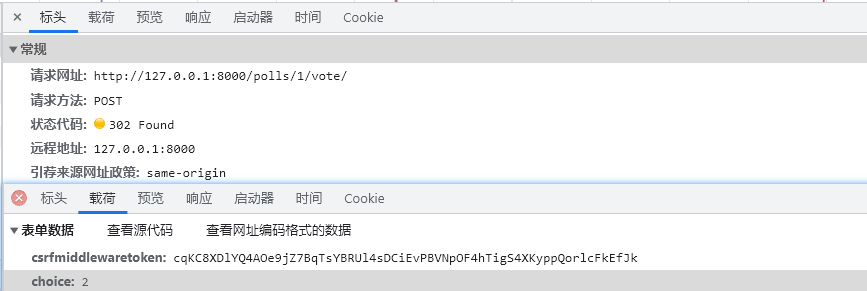 × 标头 载荷 预览 响应 启动器 时间 Cookie
▼常规
请求网址: http://127.0.0.1:8000/polls/1/vote/
请求方法: POST
状态代码: 302 Found
远程地址: 127.0.0.1:8000
引荐来源网址政策: same-origin
× 标头 载荷 预览 响应 启动器 时间 Cookie
▼表单数据 查看源代码 查看网址编码格式的数据
csrfmiddlewaretoken: cqKC8XDlYQ4AOe9jZ7BqTsYBRUl4sDCiEvPBVNpOF4hTigS4XKyppQorlcFkEfJk
choice: 2